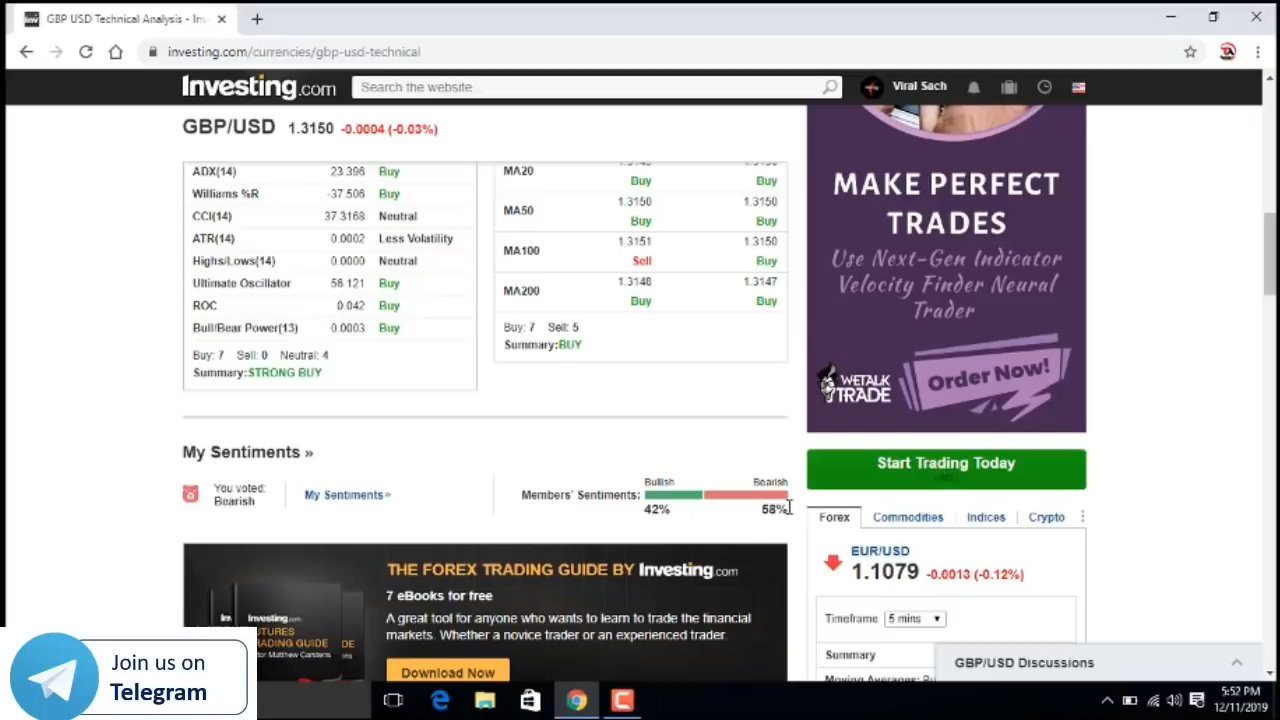 GBP USD Technical Analysis - Inv
investing.com/currencies/gbp-usd-technical
Investing.com
Search the website...
Viral Sach
GBP/USD 1.3150 -0.0004 (-0.03%)
ADX(14) 23.396 Buy
Williams %R -37.506 Buy
CCI(14) 37.3168 Neutral
ATR(14) 0.0002 Less Volatility
Highs/Lows(14) 0.0000 Neutral
Ultimate Oscillator 56.121 Buy
ROC 0.042 Buy
Bull/Bear Power(13) 0.0003 Buy
Buy: 7 Sell: 0 Neutral: 4
Summary:STRONG BUY
MA20
Buy Buy
1.3150 1.3150
MA50
Buy Buy
1.3151 1.3150
MA100
Sell Buy
1.3148 1.3147
MA200
Buy Buy
Buy: 7 Sell: 5
Summary:BUY
MAKE PERFECT
TRADES
Use Next-Gen Indicator
Velocity Finder Neural
Trader
WETALK
TRADE
Order Now!
My Sentiments »
You voted:
Bearish
My Sentiments»
Bullish Bearish
Members' Sentiments:
42% 58%
Start Trading Today
Forex Commodities Indices Crypto
EUR/USD
1.1079 -0.0013 (-0.12%)
Timeframe 5 mins
Summary
Moving Averages:
GBP/USD Discussions
THE FOREX TRADING GUIDE BY Investing.com
7 eBooks for free
A great tool for anyone who wants to learn to trade the financial
markets. Whether a novice trader or an experienced trader.
Download Now
Investing.com
TRADING GUIDE
Join us on
Telegram
5:52 PM
12/11/2019